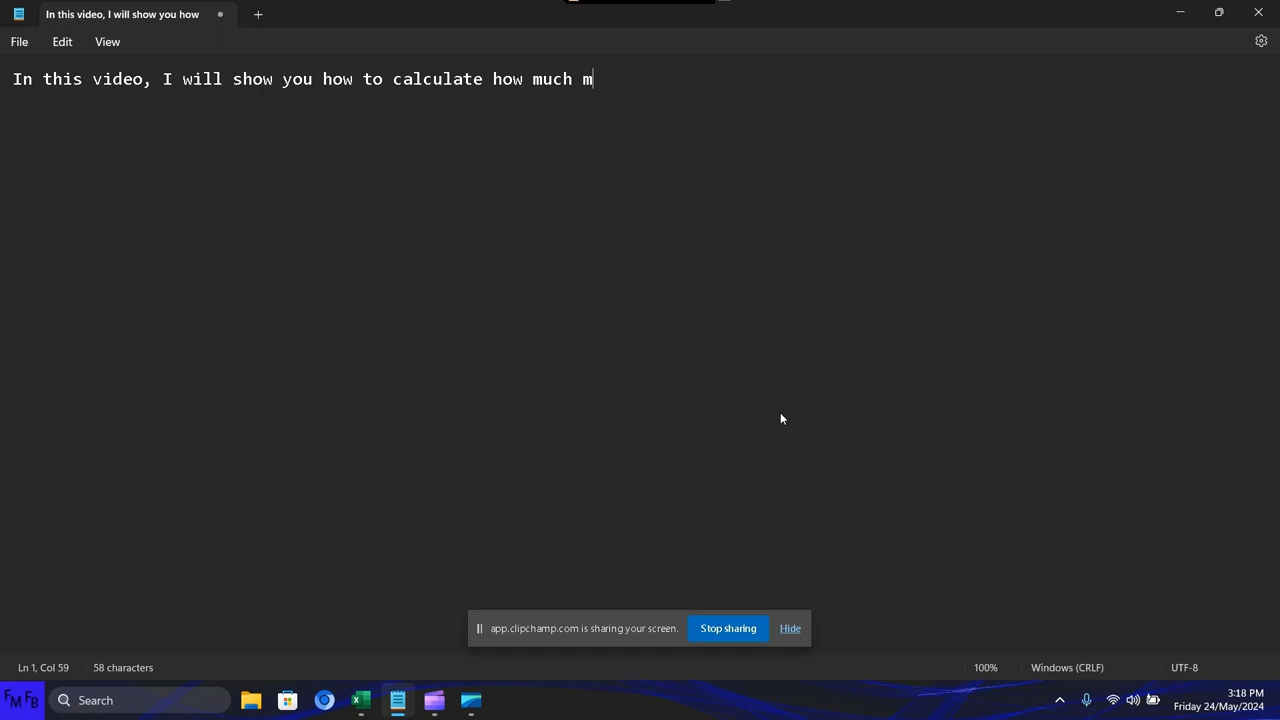 In this video, I will show you how
File Edit View
In this video, I will show you how to calculate how much m
app.clipchamp.com is sharing your screen. Stop sharing Hide
Ln 1, Col 59 58 characters 100% Windows (CRLF) UTF-8
FM FB Search 3:18 PM
Friday 24/May/2024